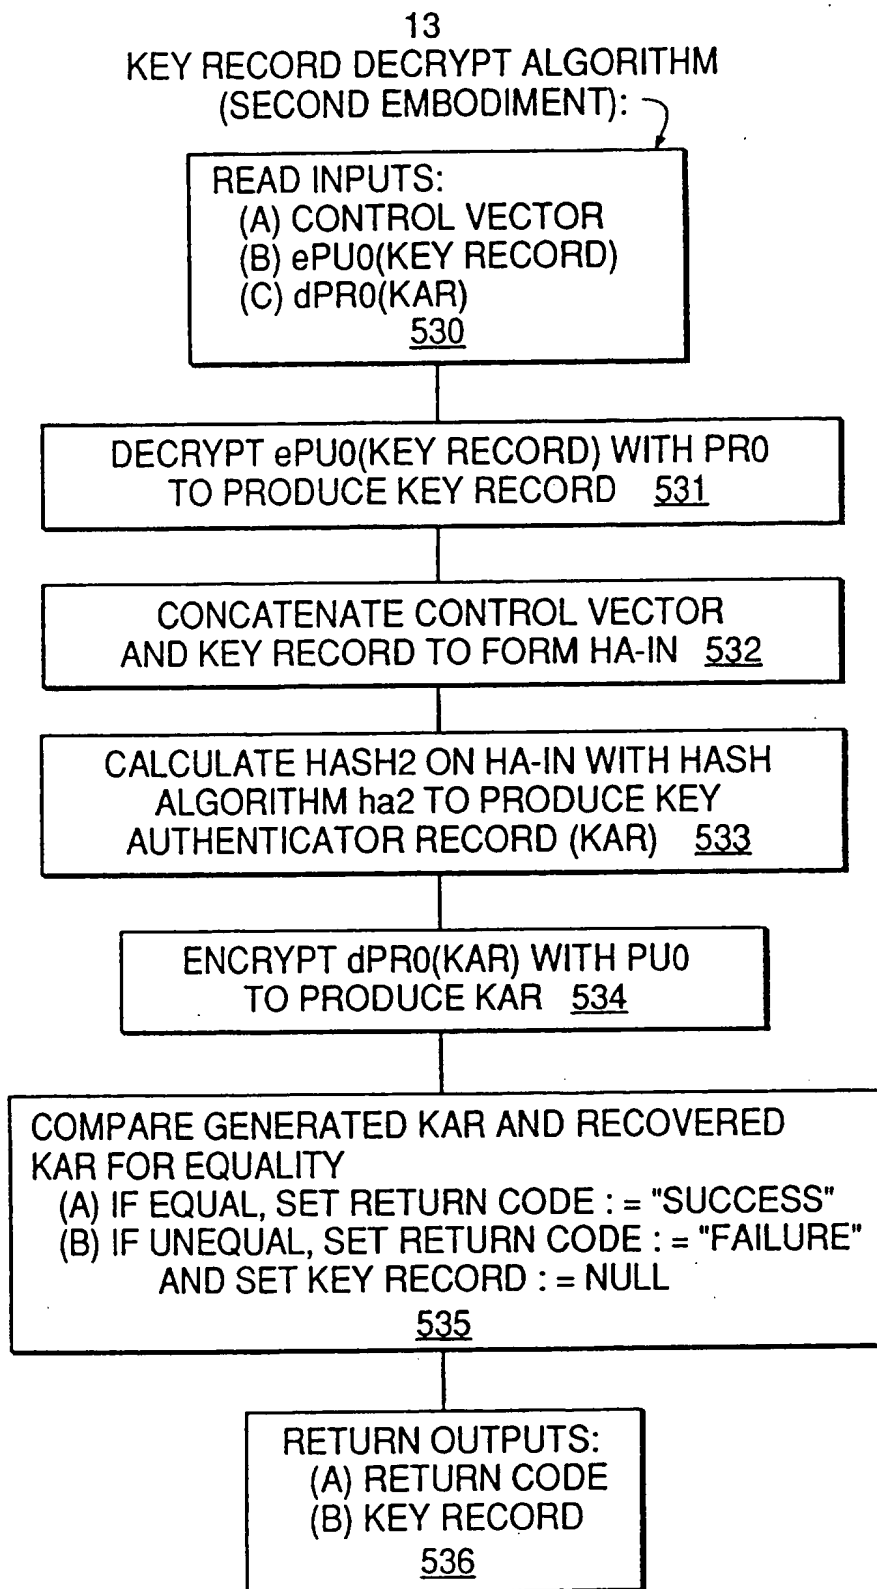 13
KEY RECORD DECRYPT ALGORITHM
(SECOND EMBODIMENT):
READ INPUTS:
(A) CONTROL VECTOR
(B) ePU0(KEY RECORD)
(C) dPR0(KAR)
530
DECRYPT ePU0(KEY RECORD) WITH PR0
TO PRODUCE KEY RECORD 531
CONCATENATE CONTROL VECTOR
AND KEY RECORD TO FORM HA-IN 532
CALCULATE HASH2 ON HA-IN WITH HASH
ALGORITHM ha2 TO PRODUCE KEY
AUTHENTICATOR RECORD (KAR) 533
ENCRYPT dPR0(KAR) WITH PU0
TO PRODUCE KAR 534
COMPARE GENERATED KAR AND RECOVERED
KAR FOR EQUALITY
(A) IF EQUAL, SET RETURN CODE : = "SUCCESS"
(B) IF UNEQUAL, SET RETURN CODE : = "FAILURE"
AND SET KEY RECORD : = NULL
535
RETURN OUTPUTS:
(A) RETURN CODE
(B) KEY RECORD
536